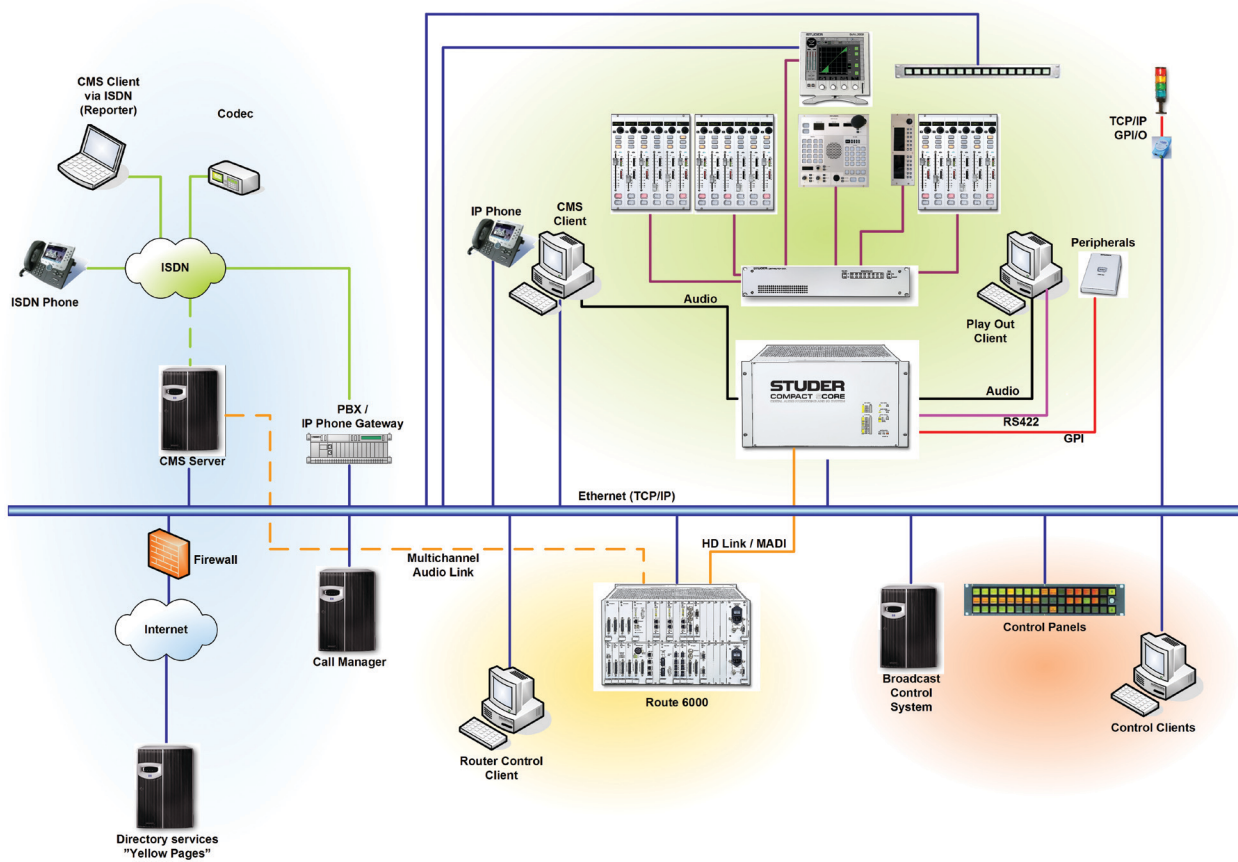 CMS Client
via ISDN
(Reporter)
Codec
ISDN
ISDN Phone
IP Phone
CMS
Client
TCP/IP
GPI/O
Peripherals
STUDER
Audio
Play Out
Client
STUDER
COMPACT SCORE
Audio
RS422
GPI
PBX /
IP Phone Gateway
CMS Server
Ethernet (TCP/IP)
Firewall
Multichannel
Audio Link
HD Link / MADI
Internet
Call Manager
Route 6000
Router Control
Client
Broadcast
Control
System
Control Panels
Control Clients
Directory services
"Yellow Pages"